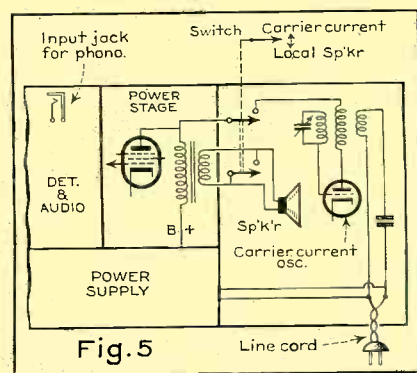 Input jack
for phono.
Switch
Carrier current
Local Sp'kr
POWER
STAGE
DET.
&
AUDIO
B +
Sp'k'r
Carrier current
osc.
POWER
SUPPLY
Fig. 5
Line cord